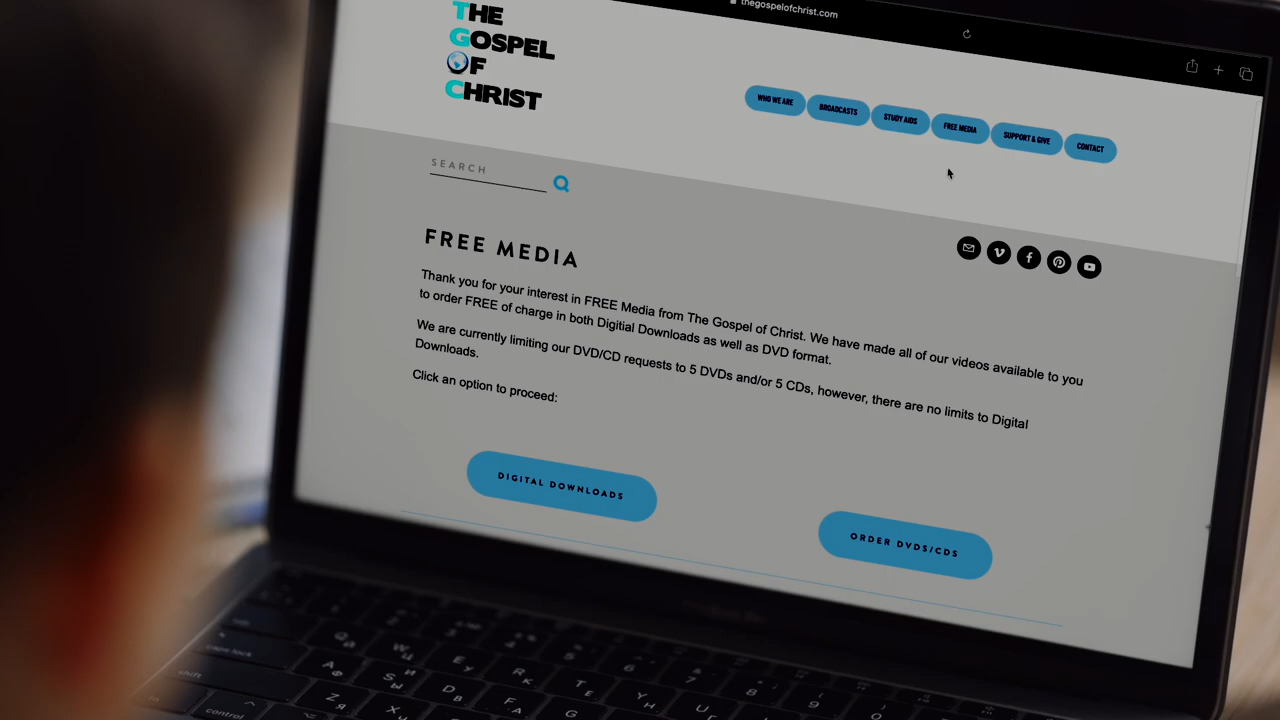 thegospelofchrist.com
THE
GOSPEL
OF
CHRIST
WHO WE ARE
BROADCASTS
STUDY AIDS
FREE MEDIA
SUPPORT & GIVE
CONTACT
SEARCH
FREE MEDIA
Thank you for your interest in FREE Media from The Gospel of Christ. We have made all of our videos available to you
to order FREE of charge in both Digitial Downloads as well as DVD format.
We are currently limiting our DVD/CD requests to 5 DVDs and/or 5 CDs, however, there are no limits to Digital
Downloads.
Click an option to proceed:
DIGITAL DOWNLOADS
ORDER DVDS/CDS
caps lock
shift
control